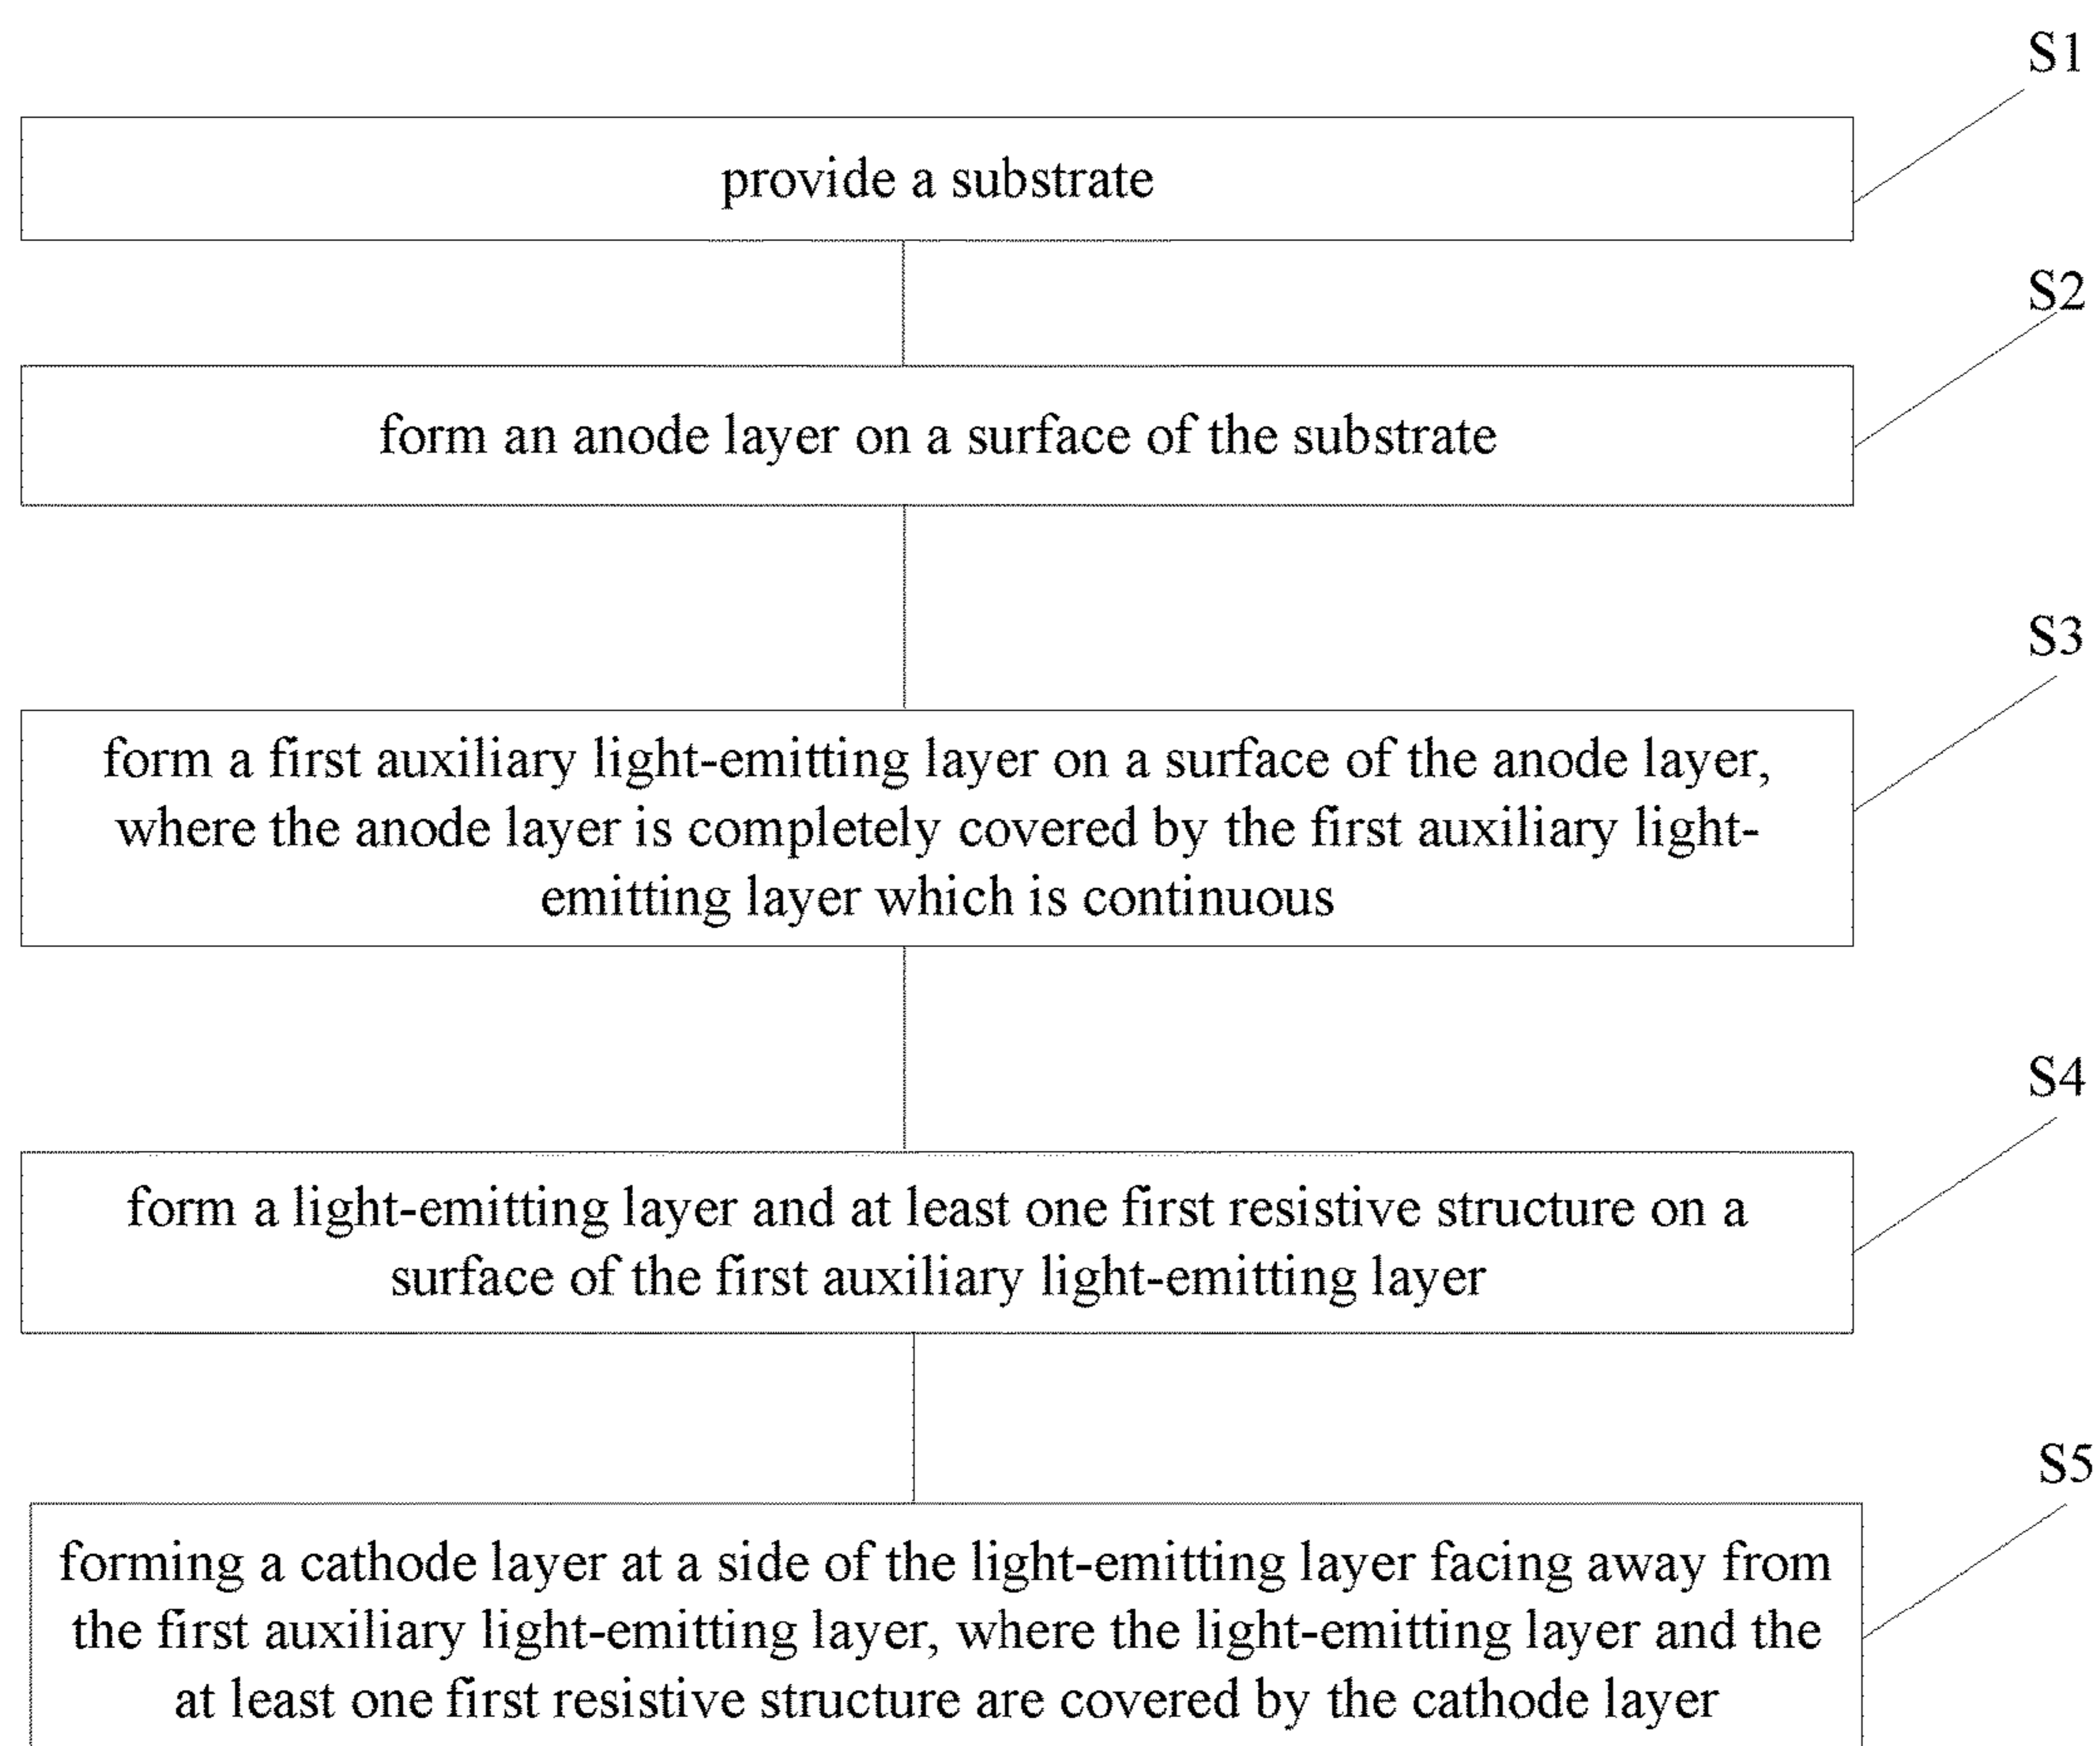 S1
provide a substrate
S2
form an anode layer on a surface of the substrate
S3
form a first auxiliary light-emitting layer on a surface of the anode layer,
where the anode layer is completely covered by the first auxiliary light-
emitting layer which is continuous
S4
form a light-emitting layer and at least one first resistive structure on a
surface of the first auxiliary light-emitting layer
S5
forming a cathode layer at a side of the light-emitting layer facing away from
the first auxiliary light-emitting layer, where the light-emitting layer and the
at least one first resistive structure are covered by the cathode layer